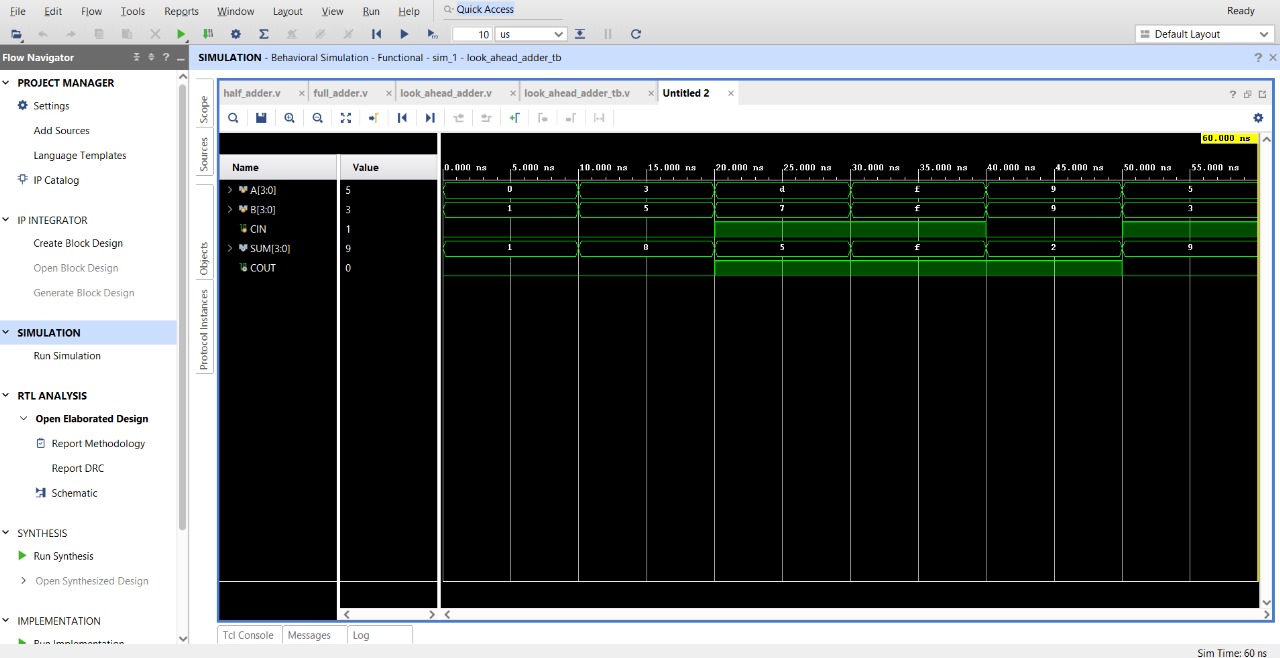 File Edit Flow Tools Reports Window Layout View Run Help Quick Access Ready
10 us Default Layout
Flow Navigator ? SIMULATION - Behavioral Simulation - Functional - sim_1 - look_ahead_adder_tb ?
PROJECT MANAGER
Settings
Add Sources
Language Templates
IP Catalog
IP INTEGRATOR
Create Block Design
Open Block Design
Generate Block Design
SIMULATION
Run Simulation
RTL ANALYSIS
Open Elaborated Design
Report Methodology
Report DRC
Schematic
SYNTHESIS
Run Synthesis
Open Synthesized Design
IMPLEMENTATION
Run Implementation
Scope
Sources
Objects
Protocol Instances
half_adder.v full_adder.v look_ahead_adder.v look_ahead_adder_tb.v Untitled 2 ?
60.000 ns
Name Value 0.000 ns 5.000 ns 10.000 ns 15.000 ns 20.000 ns 25.000 ns 30.000 ns 35.000 ns 40.000 ns 45.000 ns 50.000 ns 55.000 ns
A[3:0] 5 0 3 d f 9 5
B[3:0] 3 1 5 7 f 9 3
CIN 1
SUM[3:0] 9 1 8 5 f 2 9
COUT 0
Tcl Console Messages Log
Sim Time: 60 ns